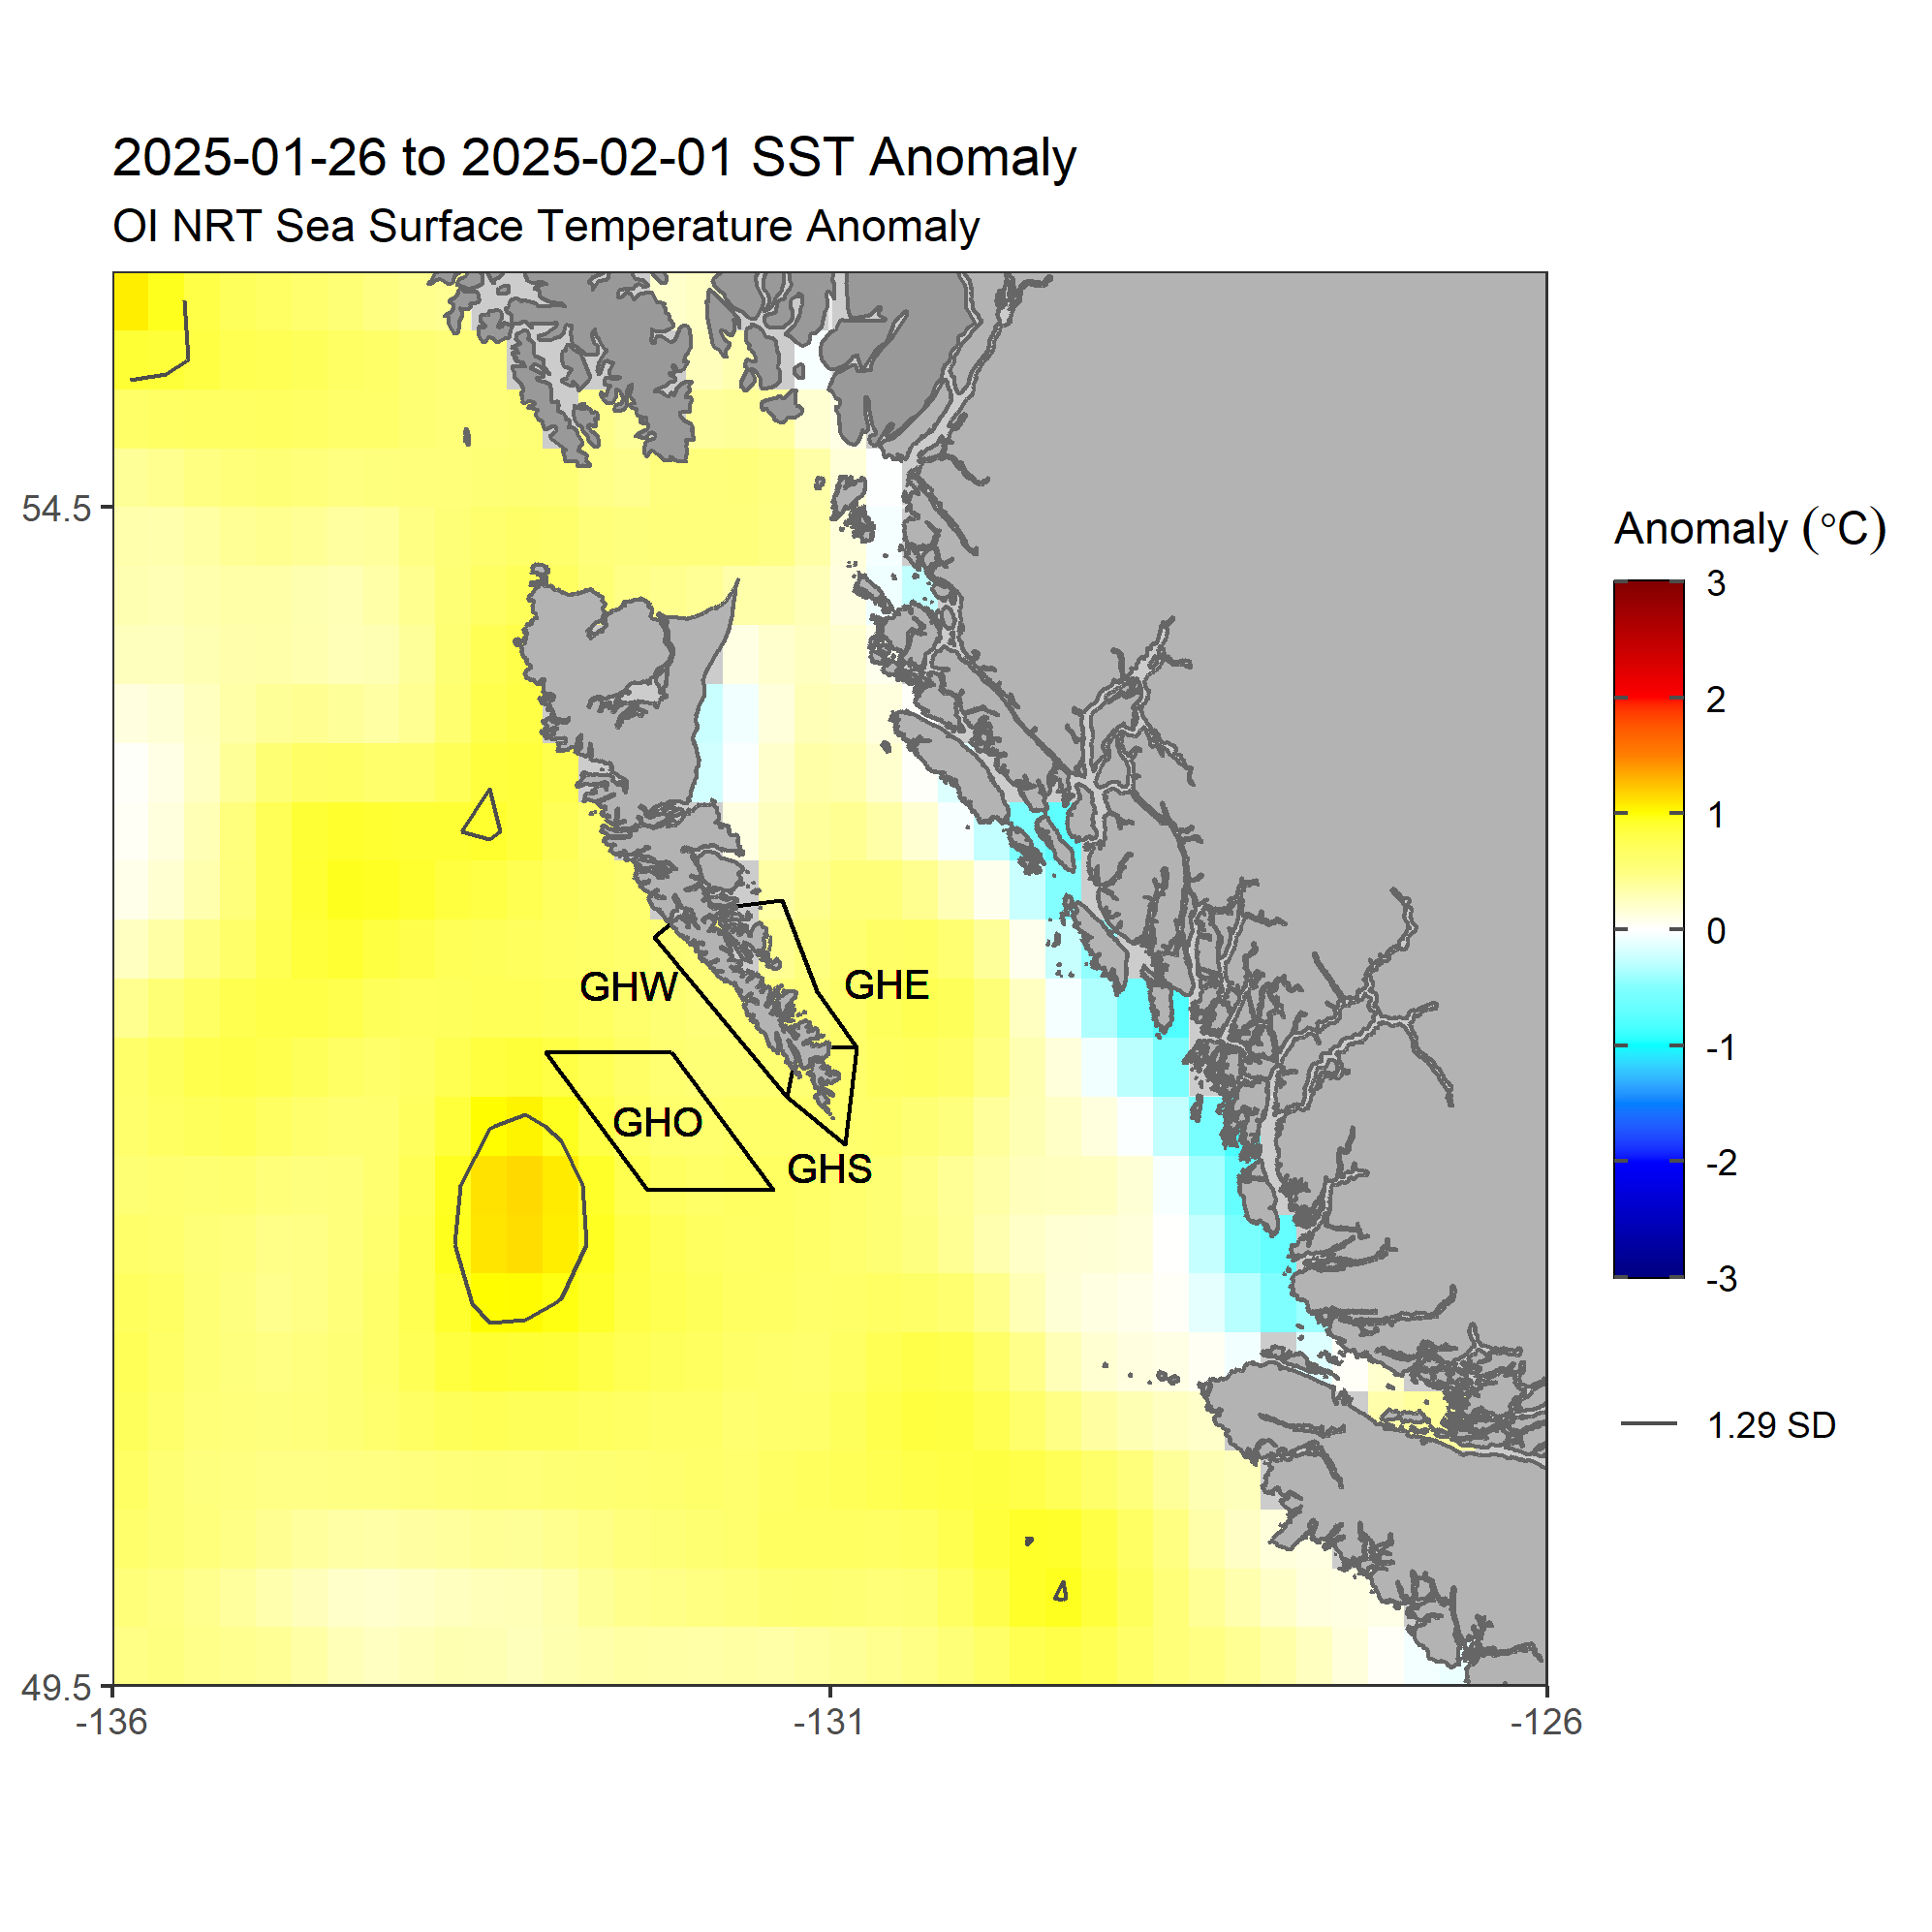 2025-01-26 to 2025-02-01 SST Anomaly
OI NRT Sea Surface Temperature Anomaly
54.5
49.5
-136
-131
-126
GHW
GHE
GHO
GHS
Anomaly (°C)
3
2
1
0
-1
-2
-3
1.29 SD